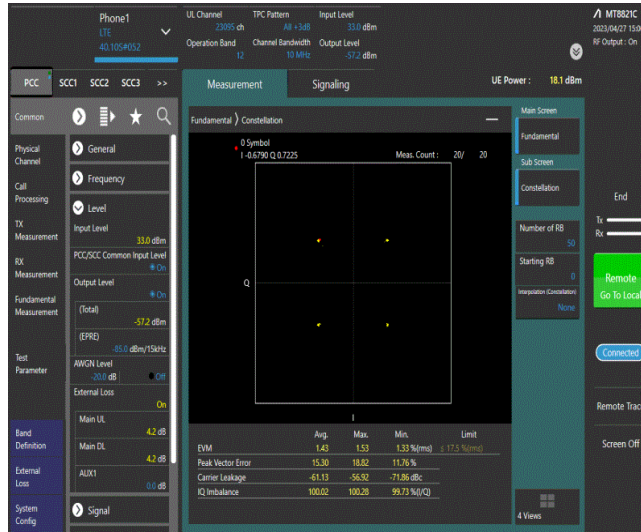 Phone1
LTE
40.10S#052
UL Channel
23095 ch
TPC Pattern
All +3dB
Input Level
33.0 dBm
Operation Band
12
Channel Bandwidth
10 MHz
Output Level
-57.2 dBm
MT8821C
2023/04/27 15:0
RF Output : On
PCC
SCC1
SCC2
SCC3
>>
Measurement
Signaling
UE Power : 18.1 dBm
Common
Physical
Channel
Call
Processing
TX
Measurement
RX
Measurement
Fundamental
Measurement
Test
Parameter
Band
Definition
External
Loss
System
Config
General
Frequency
Level
Input Level
33.0 dBm
PCC/SCC Common Input Level
On
Output Level
On
(Total)
-57.2 dBm
(EPRE)
-85.0 dBm/15kHz
AWGN Level
-20.0 dB
Off
External Loss
On
Main UL
4.2 dB
Main DL
4.2 dB
AUX1
0.0 dB
Signal
Fundamental
Constellation
0 Symbol
I -0.6790 Q 0.7225
Meas. Count : 20/ 20
Q
I
Avg. Max. Min. Limit
EVM 1.43 1.53 1.33 %(rms) ≤ 17.5 %(rms)
Peak Vector Error 15.30 18.82 11.76 %
Carrier Leakage -61.13 -56.92 -71.86 dBc
IQ Imbalance 100.02 100.28 99.73 %(I/Q)
Main Screen
Fundamental
Sub Screen
Constellation
Number of RB
50
Starting RB
0
Interpolation (Constellation)
None
4 Views
End
Tx
Rx
Remote
Go To Local
Connected
Remote Trac
Screen Off